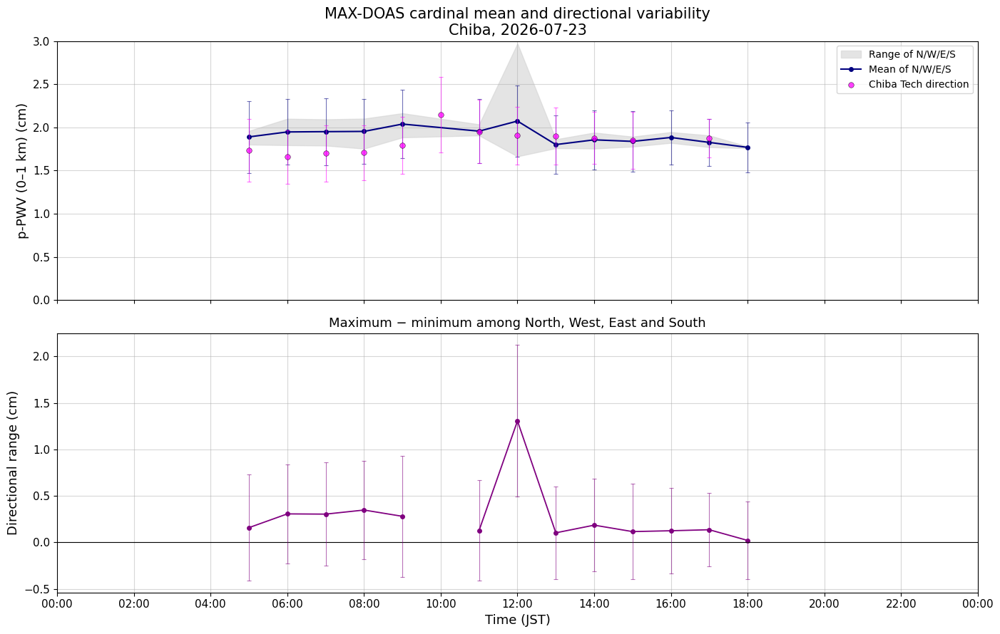 MAX-DOAS cardinal mean and directional variability
Chiba, 2026-07-23
3.0
2.5
2.0
1.5
1.0
0.5
0.0
p-PWV (0–1 km) (cm)
Range of N/W/E/S
Mean of N/W/E/S
Chiba Tech direction
Maximum − minimum among North, West, East and South
2.0
1.5
1.0
0.5
0.0
−0.5
Directional range (cm)
00:00 02:00 04:00 06:00 08:00 10:00 12:00 14:00 16:00 18:00 20:00 22:00 00:00
Time (JST)